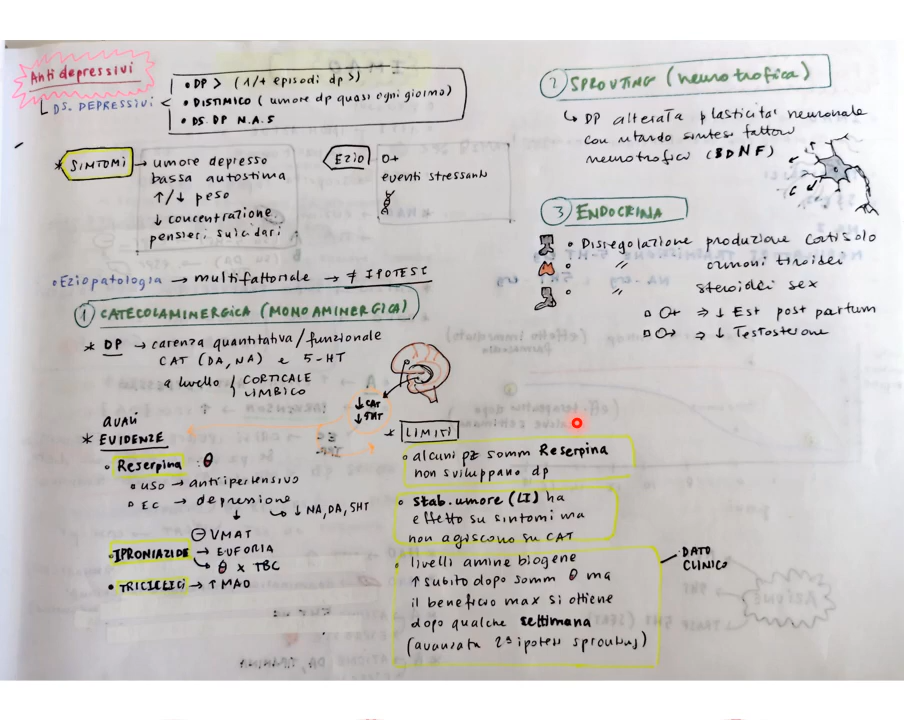 Antidepressivi
DS. DEPRESSIVI <
• DP > (1/+ episodi dp >)
• DISTIMICO (umore dp quasi ogni giorno)
• DS. DP N.A.S
* SINTOMI → umore depresso
bassa autostima
↑/↓ peso
↓ concentrazione
pensieri suicidari
EZIO
eventi stressanti
• Eziopatologia → multifattoriale → ≠ IPOTESI
1 CATECOLAMINERGICA (MONOAMINERGICA)
* DP → carenza quantitativa/funzionale
CAT (DA, NA) e 5-HT
a livello / CORTICALE
\ LIMBICO
↓ CAT
↓ 5HT
* EVIDENZE
• Reserpina : θ
▫ uso → antipertensivo
▫ EC → depressione
↓ NA, DA, 5HT
⊖ VMAT
• IPRONIAZIDE → EUFORIA
→ θ x TBC
• TRICICLICI → ↑ MAO
* LIMITI
• alcuni pz somm Reserpina
non sviluppano dp
• Stab. umore (LI) ha
effetto su sintomi ma
non agiscono su CAT
• livelli amine biogene
↑ subito dopo somm θ ma
il beneficio max si ottiene
dopo qualche settimana
(avanzata 2ª ipotesi sprouting)
• DATO
CLINICO
2 SPROUTING (neurotrofica)
↳ DP alterata plasticità neuronale
con ritardo sintesi fattori
neurotrofici (BDNF)
3 ENDOCRINA
• Disregolazione produzione cortisolo
• " ormoni tiroidei
• " steroidei sex
▫ ♀ ⇒ ↓ Est post partum
▫ ♂ ⇒ ↓ Testosterone